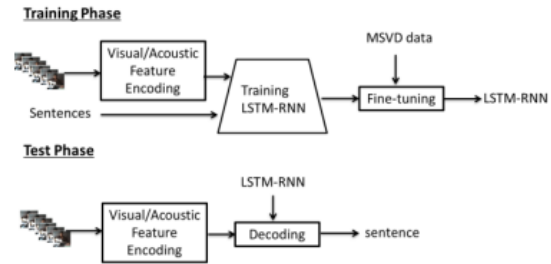 Training Phase
MSVD data
Visual/Acoustic
Feature
Encoding
Training
LSTM-RNN
Fine-tuning
LSTM-RNN
Sentences
Test Phase
LSTM-RNN
Visual/Acoustic
Feature
Encoding
Decoding
sentence